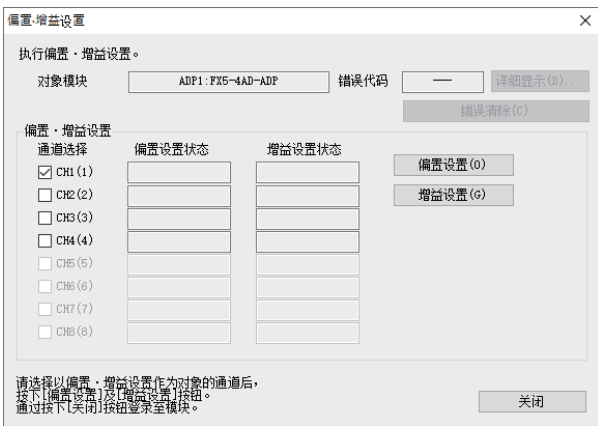 偏置·增益设置
执行偏置・增益设置。
对象模块 ADP1:FX5-4AD-ADP 错误代码 — 详细显示(D)...
错误清除(C)
偏置・增益设置
通道选择 偏置设置状态 增益设置状态
CH1(1) 偏置设置(O)
CH2(2) 增益设置(G)
CH3(3)
CH4(4)
CH5(5)
CH6(6)
CH7(7)
CH8(8)
请选择以偏置・增益设置作为对象的通道后,
按下[偏置设置]及[增益设置]按钮。
通过按下[关闭]按钮登录至模块。
关闭